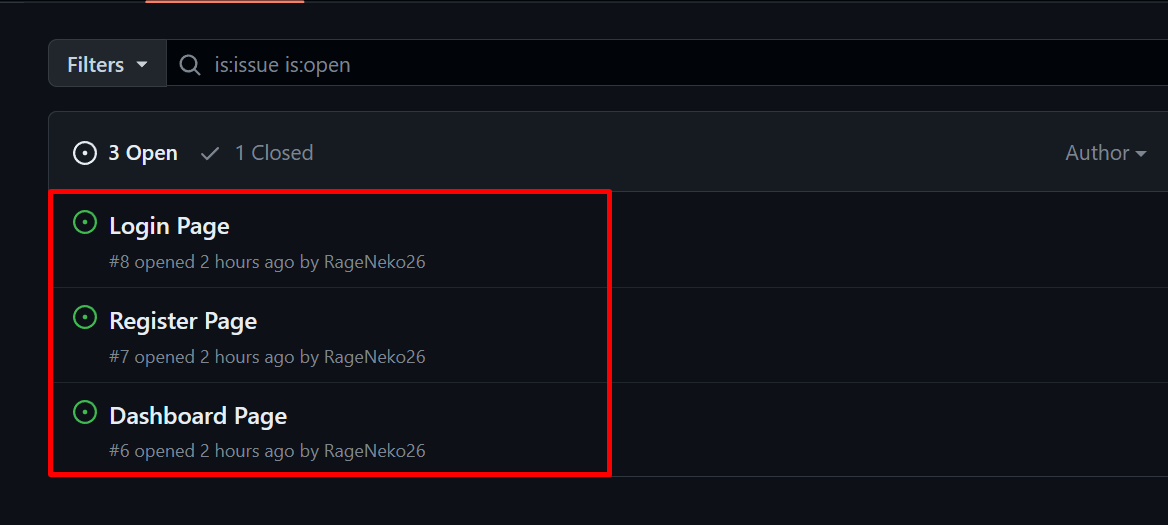 Filters
is:issue is:open
3 Open 1 Closed Author
Login Page
#8 opened 2 hours ago by RageNeko26
Register Page
#7 opened 2 hours ago by RageNeko26
Dashboard Page
#6 opened 2 hours ago by RageNeko26